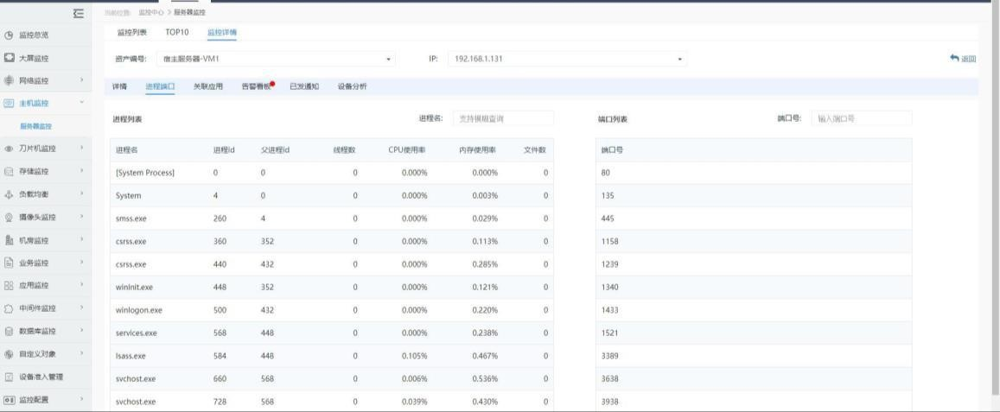 当前位置: 监控中心 > 服务器监控
监控总览
大屏监控
网络监控
主机监控
服务器监控
刀片机监控
存储监控
负载均衡
摄像头监控
机房监控
业务监控
应用监控
中间件监控
数据库监控
自定义对象
设备准入管理
监控配置
监控列表 TOP10 监控详情
资产编号: 宿主服务器-VM1 IP: 192.168.1.131 返回
详情 进程端口 关联应用 告警看板 已发通知 设备分析
进程列表 进程名: 支持模糊查询
进程名 进程id 父进程id 线程数 CPU使用率 内存使用率 文件数
[System Process] 0 0 0 0.000% 0.000% 0
System 4 0 0 0.000% 0.003% 0
smss.exe 260 4 0 0.000% 0.029% 0
csrss.exe 360 352 0 0.000% 0.113% 0
csrss.exe 440 432 0 0.000% 0.285% 0
wininit.exe 448 352 0 0.000% 0.121% 0
winlogon.exe 500 432 0 0.000% 0.220% 0
services.exe 568 448 0 0.000% 0.238% 0
lsass.exe 584 448 0 0.105% 0.467% 0
svchost.exe 660 568 0 0.006% 0.536% 0
svchost.exe 728 568 0 0.039% 0.430% 0
端口列表 端口号: 输入端口号
端口号
80
135
445
1158
1239
1340
1433
1521
3389
3638
3938